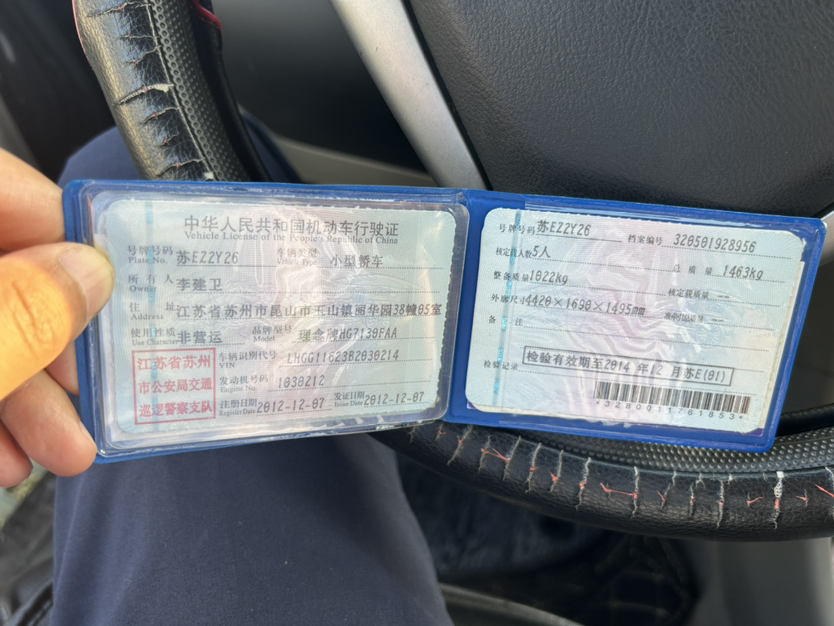 中华人民共和国机动车行驶证
Vehicle License of the People's Republic of China
号牌号码 苏EZ2Y26 车辆类型 小型轿车
Plate No. Vehicle Type
所有人 李建卫
Owner
住址 江苏省苏州市昆山市玉山镇丽华园38幢05室
Address
使用性质 非营运 品牌型号 理念牌HG7130FAA
Use Character Model
江苏省苏州
市公安局交通
巡逻警察支队
车辆识别代号 LHGG11623B2030214
VIN
发动机号码 1030212
Engine No.
注册日期 2012-12-07 发证日期 2012-12-07
Register Date Issue Date
号牌号码 苏EZ2Y26 档案编号 320501928956
核定载人数 5人 总质量 1463kg
整备质量 1022kg 核定载质量 --
外廓尺寸 4420×1690×1495mm 准牵引总质量 --
备注
检验记录 检验有效期至2014年12月苏E(01)
*3280011761853*